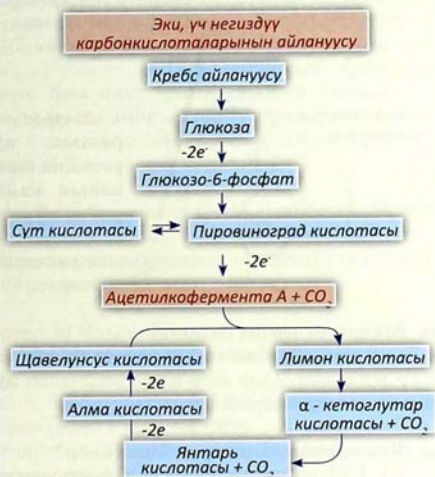 Эки, үч негиздүү
карбонкислоталарынын айлануусу
Кребс айлануусу
Глюкоза
-2e-
Глюкозо-6-фосфат
Сүт кислотасы
Пировиноград кислотасы
-2e-
Ацетилкофермента А + CO₂
Щавелунсус кислотасы
Лимон кислотасы
-2e
Алма кислотасы
α - кетоглутар
кислотасы + CO₂
-2e
Янтарь
кислотасы + CO₂